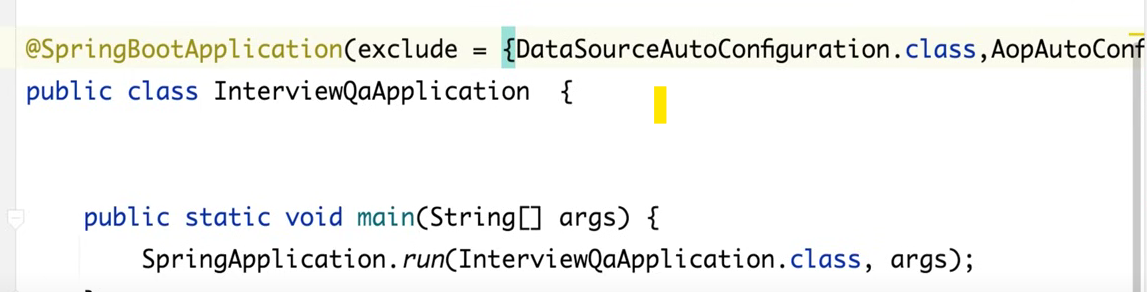 @SpringBootApplication(exclude = {DataSourceAutoConfiguration.class,AopAutoConf
public class InterviewQaApplication {
public static void main(String[] args) {
SpringApplication.run(InterviewQaApplication.class, args);